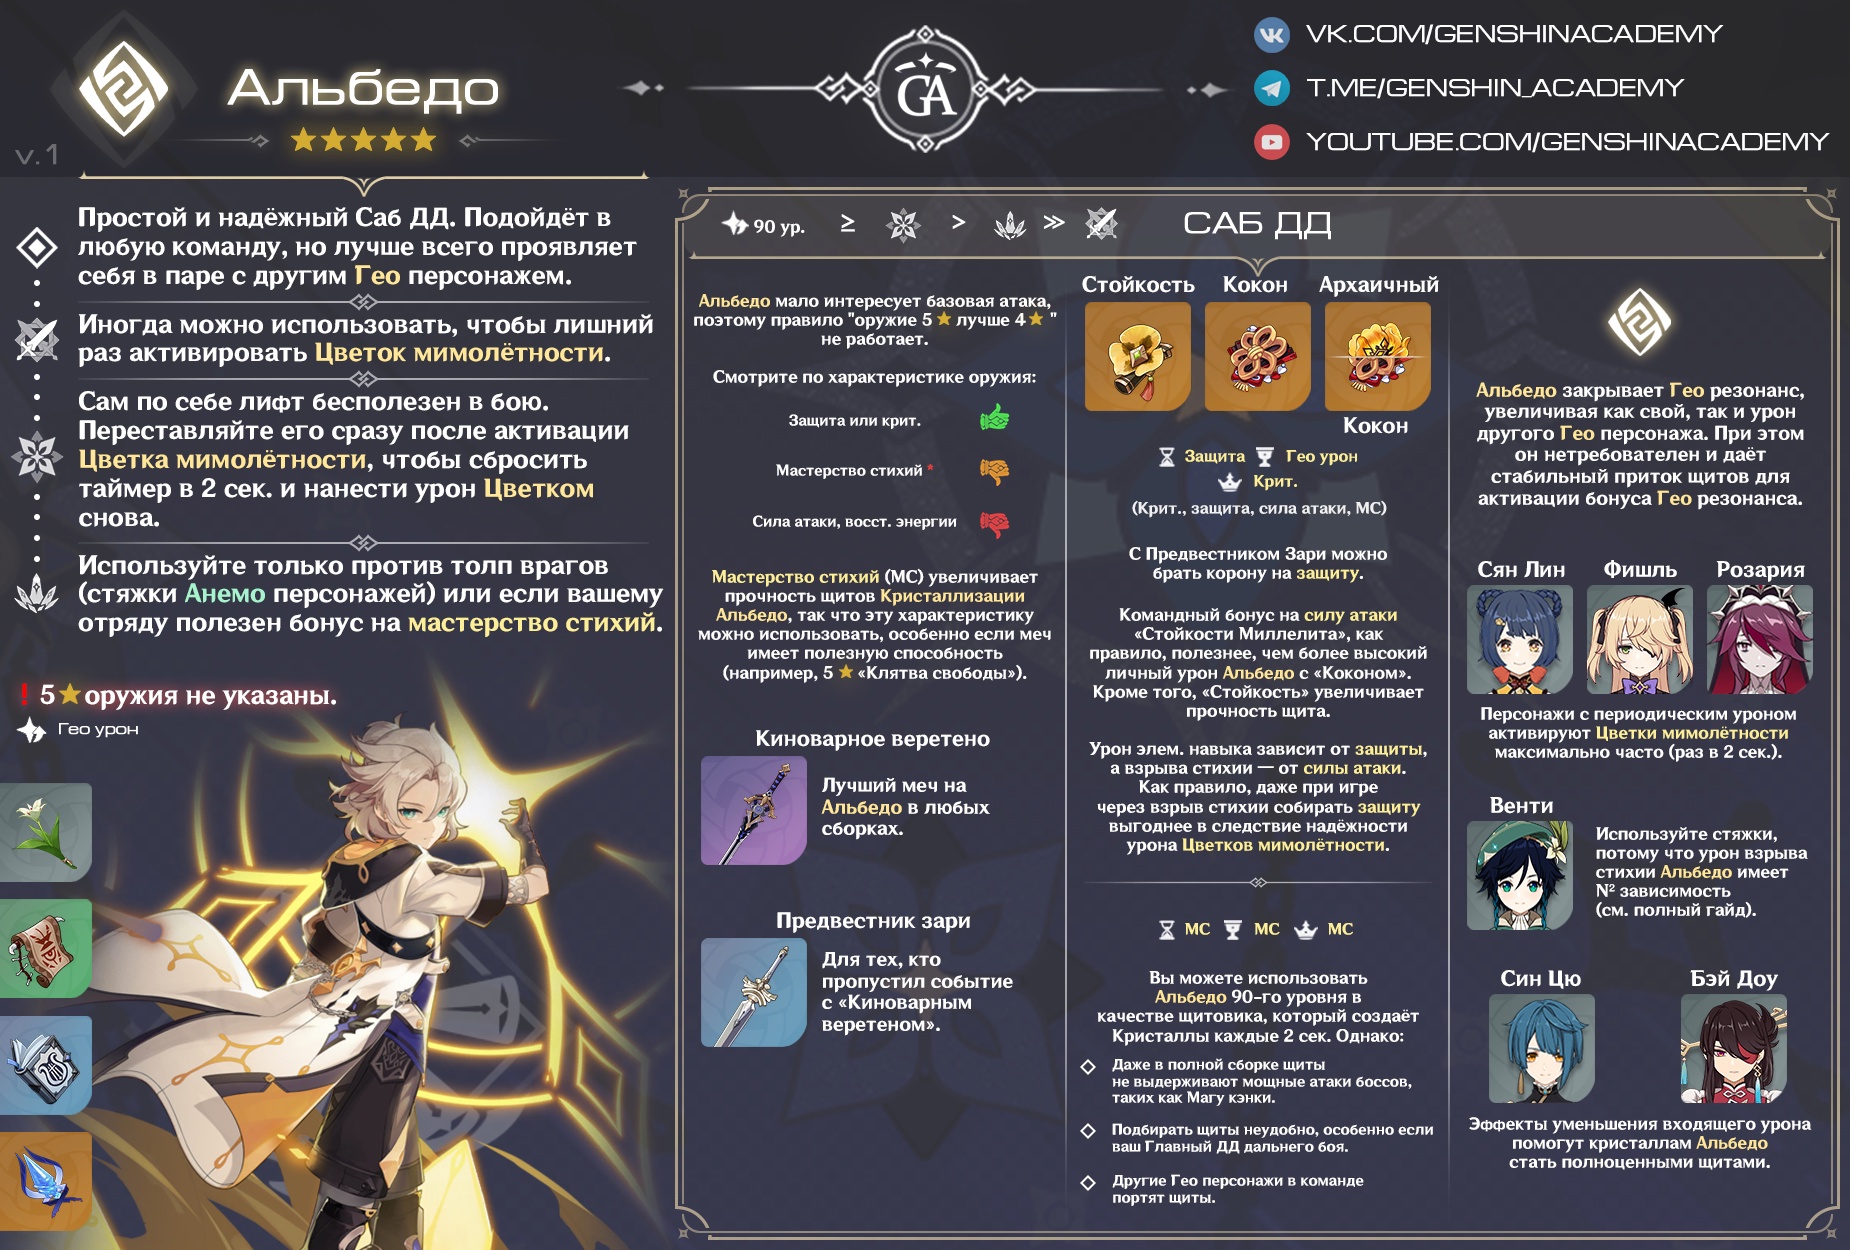 Альбедо
v.1
GA
VK.COM/GENSHINACADEMY
T.ME/GENSHIN_ACADEMY
YOUTUBE.COM/GENSHINACADEMY
Простой и надёжный Саб ДД. Подойдёт в
любую команду, но лучше всего проявляет
себя в паре с другим Гео персонажем.
Иногда можно использовать, чтобы лишний
раз активировать Цветок мимолётности.
Сам по себе лифт бесполезен в бою.
Переставляйте его сразу после активации
Цветка мимолётности, чтобы сбросить
таймер в 2 сек. и нанести урон Цветком
снова.
Используйте только против толп врагов
(стяжки Анемо персонажей) или если вашему
отряду полезен бонус на мастерство стихий.
! 5★оружия не указаны.
Гео урон
90 ур. ≥ > ≫ САБ ДД
Альбедо мало интересует базовая атака,
поэтому правило "оружие 5★ лучше 4★ "
не работает.
Смотрите по характеристике оружия:
Защита или крит.
Мастерство стихий *
Сила атаки, восст. энергии
Мастерство стихий (МС) увеличивает
прочность щитов Кристаллизации
Альбедо, так что эту характеристику
можно использовать, особенно если меч
имеет полезную способность
(например, 5 ★ «Клятва свободы»).
Киноварное веретено
Лучший меч на
Альбедо в любых
сборках.
Предвестник зари
Для тех, кто
пропустил событие
с «Киноварным
веретеном».
Стойкость Кокон Архаичный
Кокон
Защита Гео урон
Крит.
(Крит., защита, сила атаки, МС)
С Предвестником Зари можно
брать корону на защиту.
Командный бонус на силу атаки
«Стойкости Миллелита», как
правило, полезнее, чем более высокий
личный урон Альбедо с «Коконом».
Кроме того, «Стойкость» увеличивает
прочность щита.
Урон элем. навыка зависит от защиты,
а взрыва стихии — от силы атаки.
Как правило, даже при игре
через взрыв стихии собирать защиту
выгоднее в следствие надёжности
урона Цветков мимолётности.
МС МС МС
Вы можете использовать
Альбедо 90-го уровня в
качестве щитовика, который создаёт
Кристаллы каждые 2 сек. Однако:
Даже в полной сборке щиты
не выдерживают мощные атаки боссов,
таких как Магу кэнки.
Подбирать щиты неудобно, особенно если
ваш Главный ДД дальнего боя.
Другие Гео персонажи в команде
портят щиты.
Альбедо закрывает Гео резонанс,
увеличивая как свой, так и урон
другого Гео персонажа. При этом
он нетребователен и даёт
стабильный приток щитов для
активации бонуса Гео резонанса.
Сян Лин Фишль Розария
Персонажи с периодическим уроном
активируют Цветки мимолётности
максимально часто (раз в 2 сек.).
Венти
Используйте стяжки,
потому что урон взрыва
стихии Альбедо имеет
N² зависимость
(см. полный гайд).
Син Цю Бэй Доу
Эффекты уменьшения входящего урона
помогут кристаллам Альбедо
стать полноценными щитами.